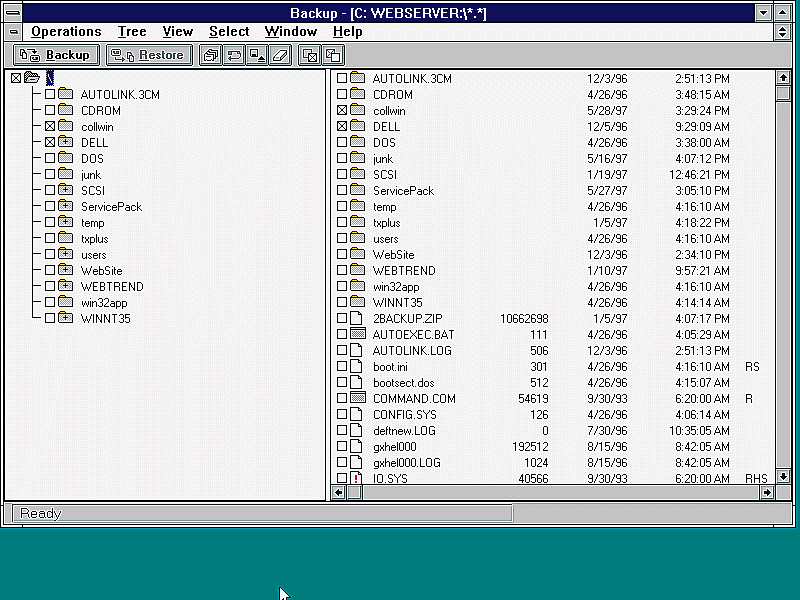 Backup - [C: WEBSERVER:\*.*]
Operations Tree View Select Window Help
Backup Restore
\
AUTOLINK.3CM
CDROM
collwin
DELL
DOS
junk
SCSI
ServicePack
temp
txplus
users
WebSite
WEBTREND
win32app
WINNT35
AUTOLINK.3CM 12/3/96 2:51:13 PM
CDROM 4/26/96 3:48:15 AM
collwin 5/28/97 3:29:24 PM
DELL 12/5/96 9:29:09 AM
DOS 4/26/96 3:38:00 AM
junk 5/16/97 4:07:12 PM
SCSI 1/19/97 12:46:21 PM
ServicePack 5/27/97 3:05:10 PM
temp 4/26/96 4:16:10 AM
txplus 1/5/97 4:18:22 PM
users 4/26/96 4:16:10 AM
WebSite 12/3/96 2:34:10 PM
WEBTREND 1/10/97 9:57:21 AM
win32app 4/26/96 4:16:10 AM
WINNT35 4/26/96 4:14:14 AM
2BACKUP.ZIP 10662698 1/5/97 4:07:17 PM
AUTOEXEC.BAT 111 4/26/96 4:05:29 AM
AUTOLINK.LOG 506 12/3/96 2:51:13 PM
boot.ini 301 4/26/96 4:16:10 AM RS
bootsect.dos 512 4/26/96 4:15:07 AM
COMMAND.COM 54619 9/30/93 6:20:00 AM R
CONFIG.SYS 126 4/26/96 4:06:14 AM
deftnew.LOG 0 7/30/96 10:35:05 AM
gxhel000 192512 8/15/96 8:42:05 AM
gxhel000.LOG 1024 8/15/96 8:42:05 AM
IO.SYS 40566 9/30/93 6:20:00 AM RHS
Ready